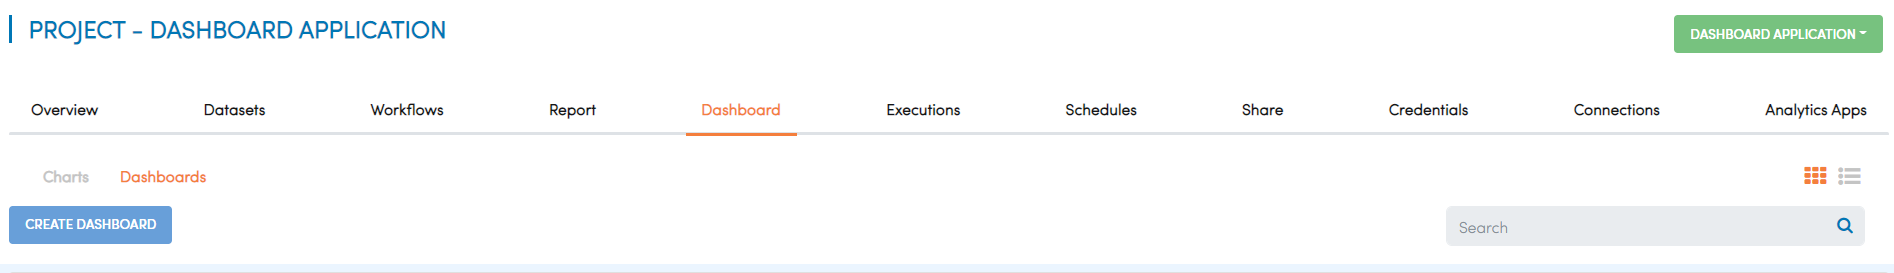 PROJECT - DASHBOARD APPLICATION
DASHBOARD APPLICATION
Overview Datasets Workflows Report Dashboard Executions Schedules Share Credentials Connections Analytics Apps
Charts Dashboards
CREATE DASHBOARD
Search